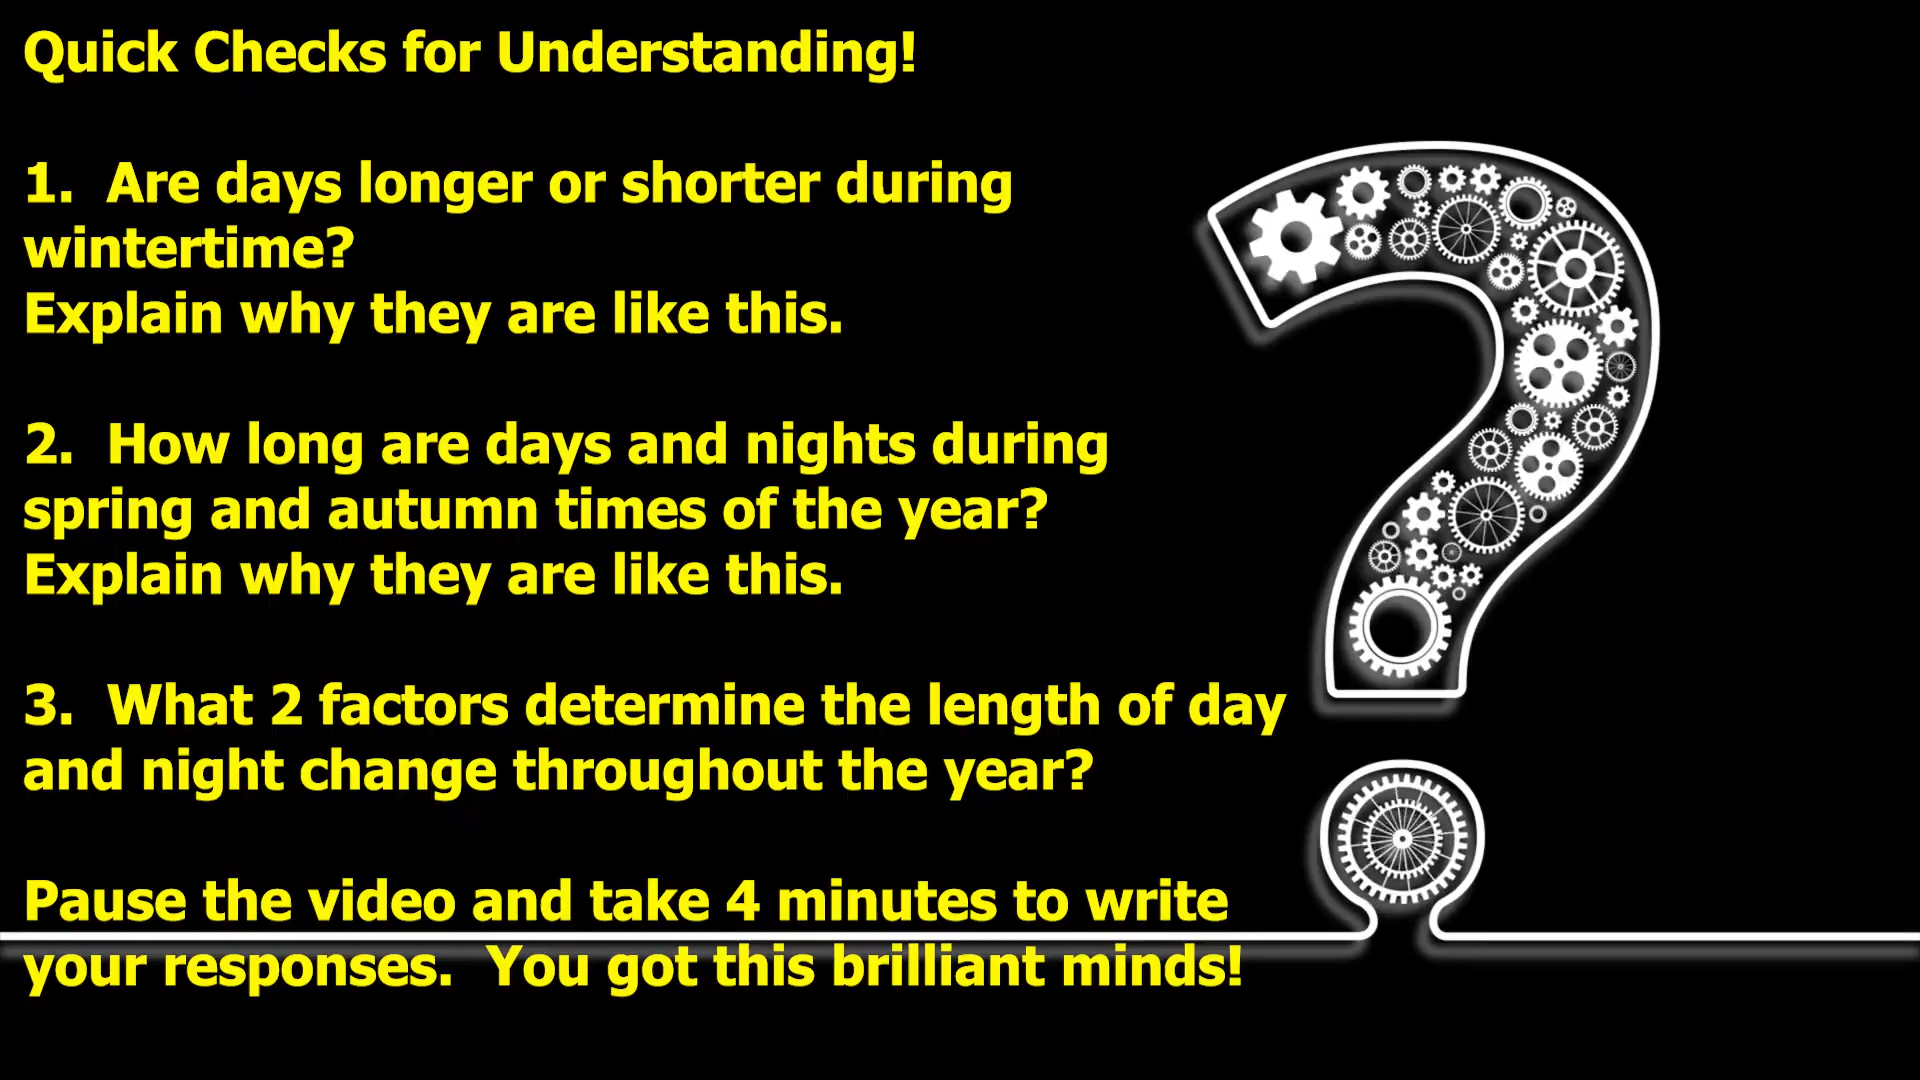 Quick Checks for Understanding!
1.  Are days longer or shorter during
wintertime?
Explain why they are like this.
2.  How long are days and nights during
spring and autumn times of the year?
Explain why they are like this.
3.  What 2 factors determine the length of day
and night change throughout the year?
Pause the video and take 4 minutes to write
your responses.  You got this brilliant minds!